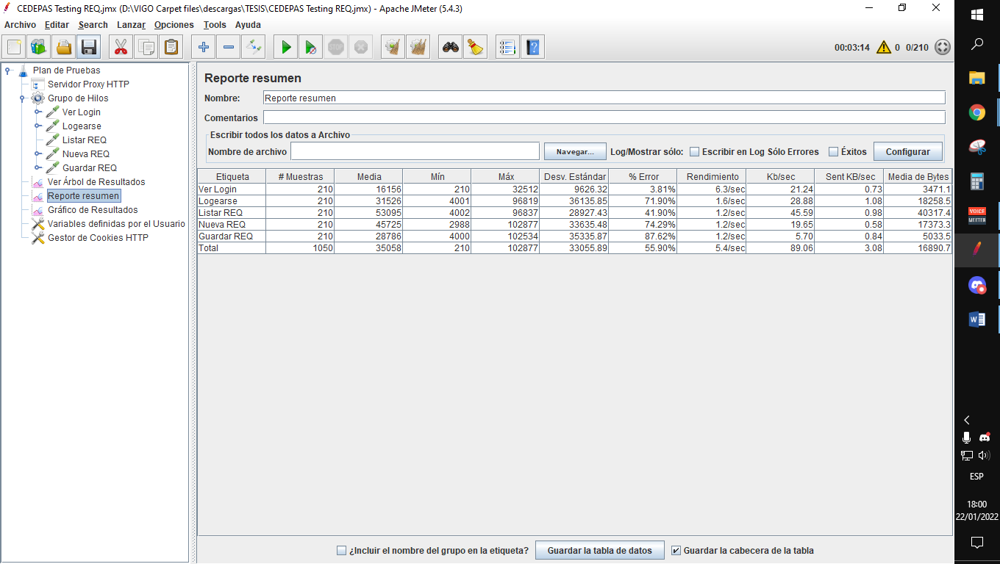 CEDEPAS Testing REQ.jmx (D:\VIGO Carpet files\descargas\TESIS\CEDEPAS Testing REQ.jmx) - Apache JMeter (5.4.3)
Archivo Editar Search Lanzar Opciones Tools Ayuda
00:03:14 0 0/210
Plan de Pruebas
Servidor Proxy HTTP
Grupo de Hilos
Ver Login
Logearse
Listar REQ
Nueva REQ
Guardar REQ
Ver Árbol de Resultados
Reporte resumen
Gráfico de Resultados
Variables definidas por el Usuario
Gestor de Cookies HTTP
Reporte resumen
Nombre: Reporte resumen
Comentarios
Escribir todos los datos a Archivo
Nombre de archivo Navegar... Log/Mostrar sólo: Escribir en Log Sólo Errores Éxitos Configurar
Etiqueta # Muestras Media Mín Máx Desv. Estándar % Error Rendimiento Kb/sec Sent KB/sec Media de Bytes
Ver Login 210 16156 210 32512 9626.32 3.81% 6.3/sec 21.24 0.73 3471.1
Logearse 210 31526 4001 96819 36135.85 71.90% 1.6/sec 28.88 1.08 18258.5
Listar REQ 210 53095 4002 96837 28927.43 41.90% 1.2/sec 45.59 0.98 40317.4
Nueva REQ 210 45725 2988 102877 33635.48 74.29% 1.2/sec 19.65 0.58 17373.3
Guardar REQ 210 28786 4000 102534 35335.87 87.62% 1.2/sec 5.70 0.84 5033.5
Total 1050 35058 210 102877 33055.89 55.90% 5.4/sec 89.06 3.08 16890.7
¿Incluir el nombre del grupo en la etiqueta? Guardar la tabla de datos Guardar la cabecera de la tabla
VOICE
MEETER
ESP
18:00
22/01/2022